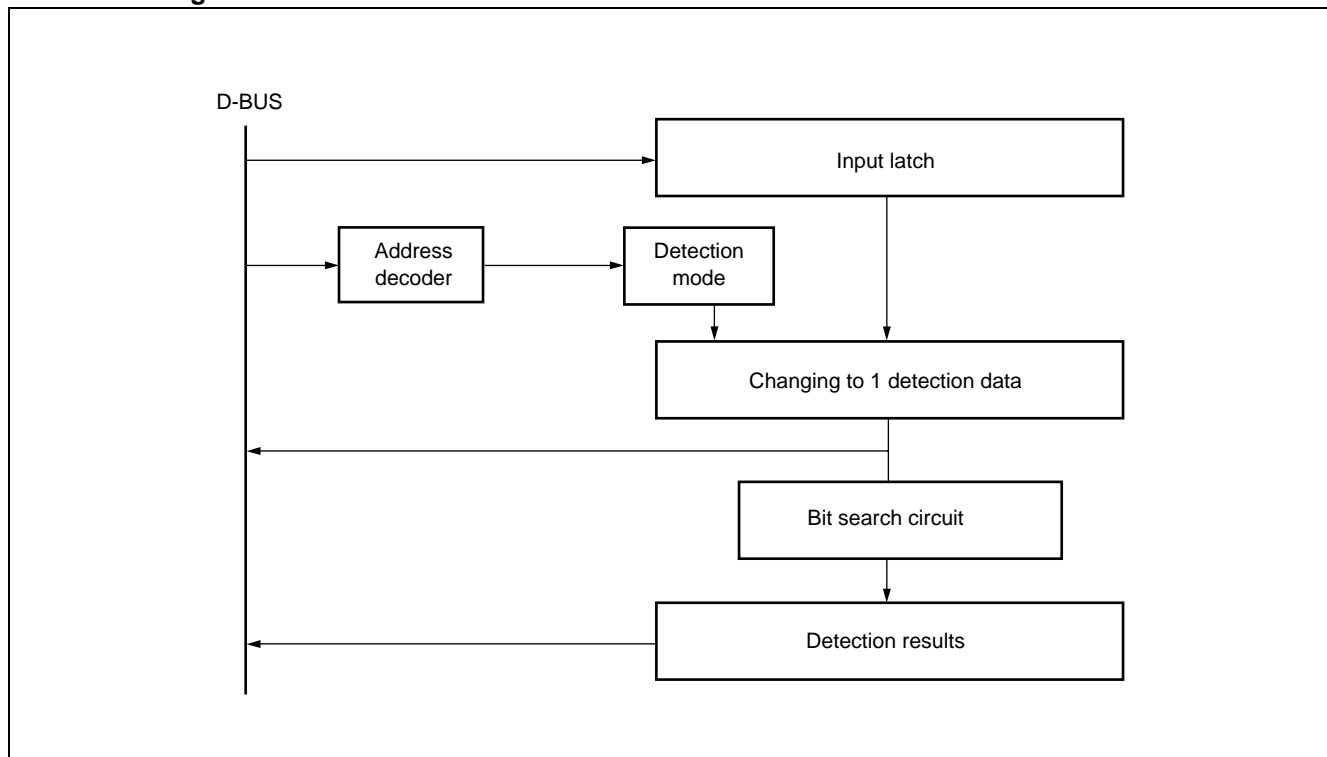 D-BUS
Input latch
Address
decoder
Detection
mode
Changing to 1 detection data
Bit search circuit
Detection results